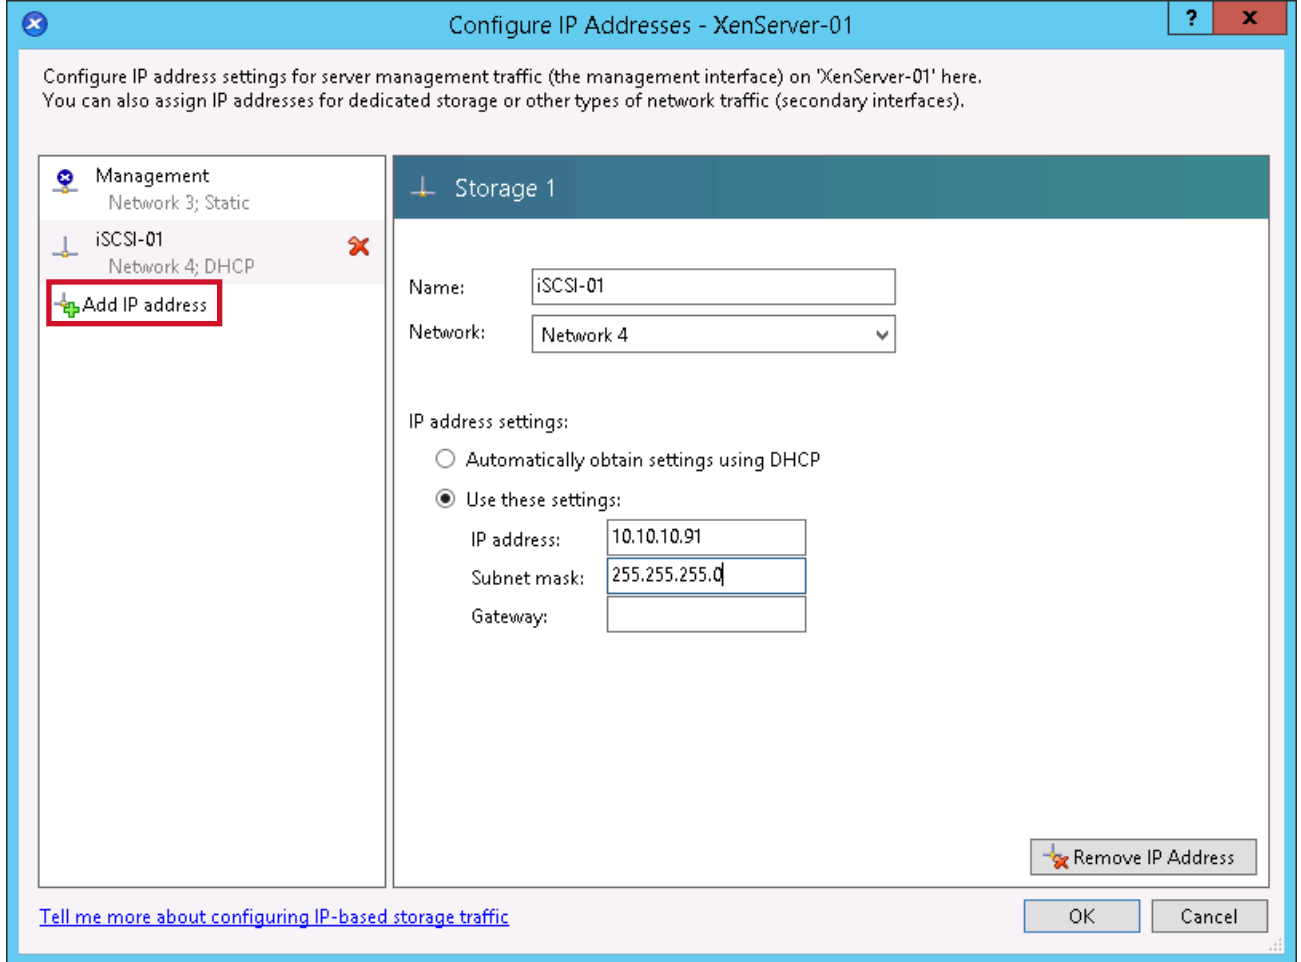 Configure IP Addresses - XenServer-01
?
x
Configure IP address settings for server management traffic (the management interface) on 'XenServer-01' here.
You can also assign IP addresses for dedicated storage or other types of network traffic (secondary interfaces).
Management
Network 3; Static
iSCSI-01
Network 4; DHCP
Add IP address
Storage 1
Name:
iSCSI-01
Network:
Network 4
IP address settings:
Automatically obtain settings using DHCP
Use these settings:
IP address:
10.10.10.91
Subnet mask:
255.255.255.0
Gateway:
Remove IP Address
Tell me more about configuring IP-based storage traffic
OK
Cancel